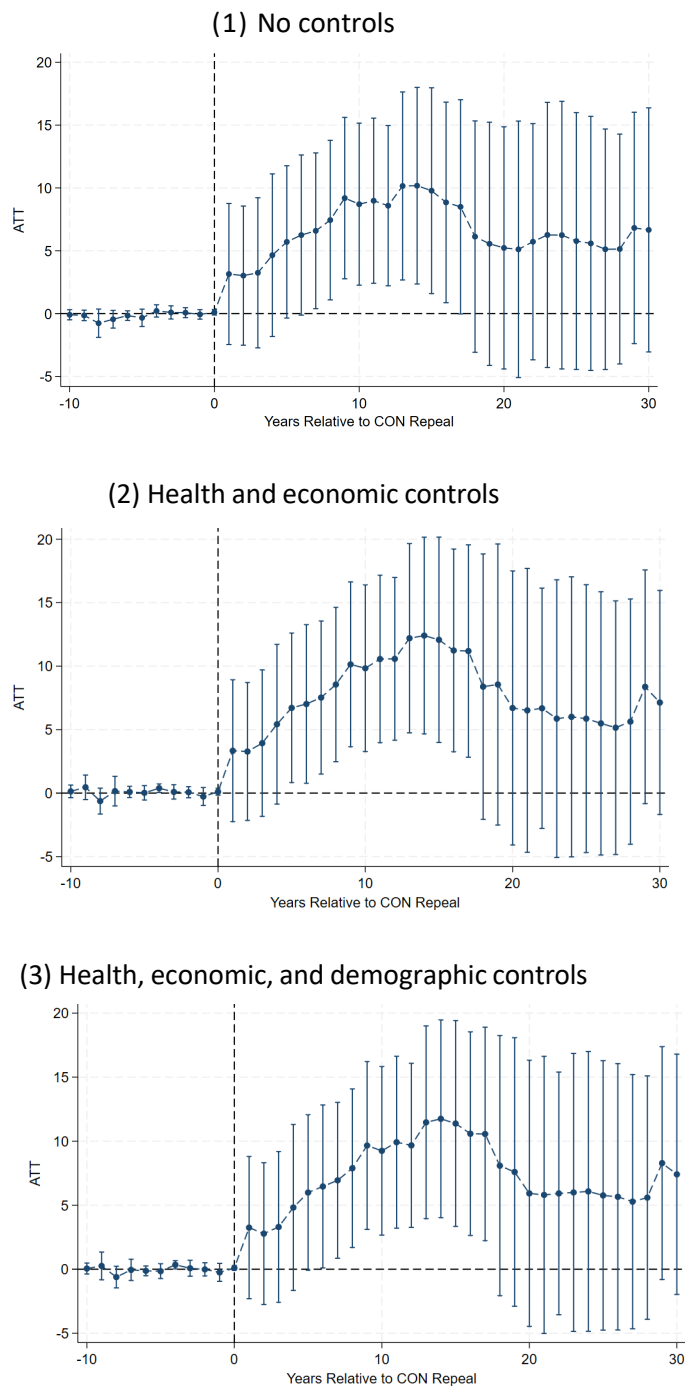 (1) No controls
20
15
10
5
0
-5
ATT
-10 0 10 20 30
Years Relative to CON Repeal
(2) Health and economic controls
20
15
10
5
0
-5
ATT
-10 0 10 20 30
Years Relative to CON Repeal
(3) Health, economic, and demographic controls
20
15
10
5
0
-5
ATT
-10 0 10 20 30
Years Relative to CON Repeal